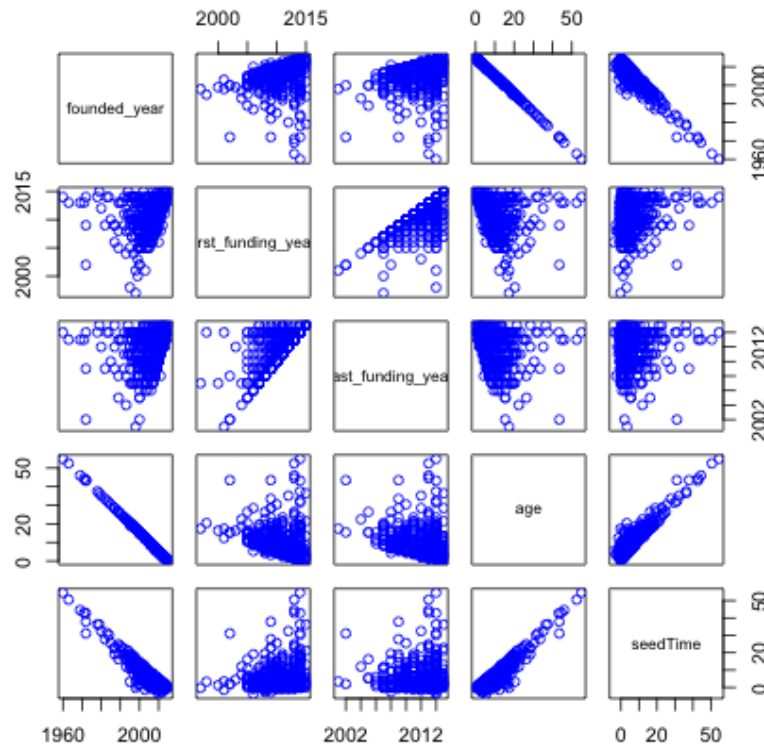 2000 2015 0 20 50
founded_year
1960 2000
2000 2015
rst_funding_yea
ast_funding_yea
2002 2012
0 20 50
age
seedTime
0 20 50
1960 2000 2002 2012 0 20 50